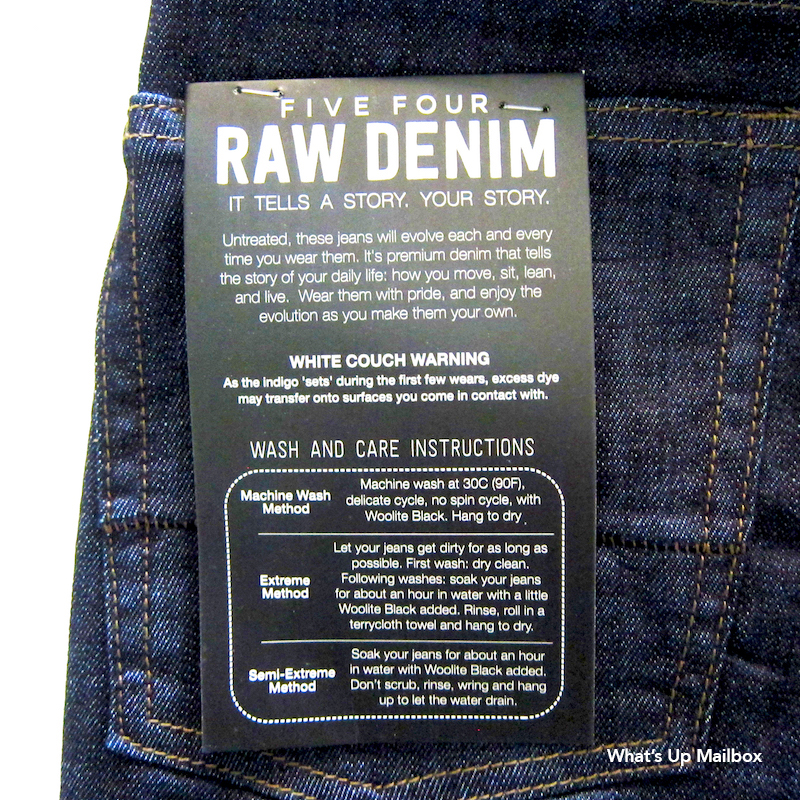 FIVE FOUR
RAW DENIM
IT TELLS A STORY. YOUR STORY.
Untreated, these jeans will evolve each and every
time you wear them. It's premium denim that tells
the story of your daily life: how you move, sit, lean,
and live. Wear them with pride, and enjoy the
evolution as you make them your own.
WHITE COUCH WARNING
As the indigo 'sets' during the first few wears, excess dye
may transfer onto surfaces you come in contact with.
WASH AND CARE INSTRUCTIONS
Machine Wash
Method
Machine wash at 30C (90F),
delicate cycle, no spin cycle, with
Woolite Black. Hang to dry.
Extreme
Method
Let your jeans get dirty for as long as
possible. First wash: dry clean.
Following washes: soak your jeans
for about an hour in water with a little
Woolite Black added. Rinse, roll in a
terrycloth towel and hang to dry.
Semi-Extreme
Method
Soak your jeans for about an hour
in water with Woolite Black added.
Don't scrub, rinse, wring and hang
up to let the water drain.
What's Up Mailbox